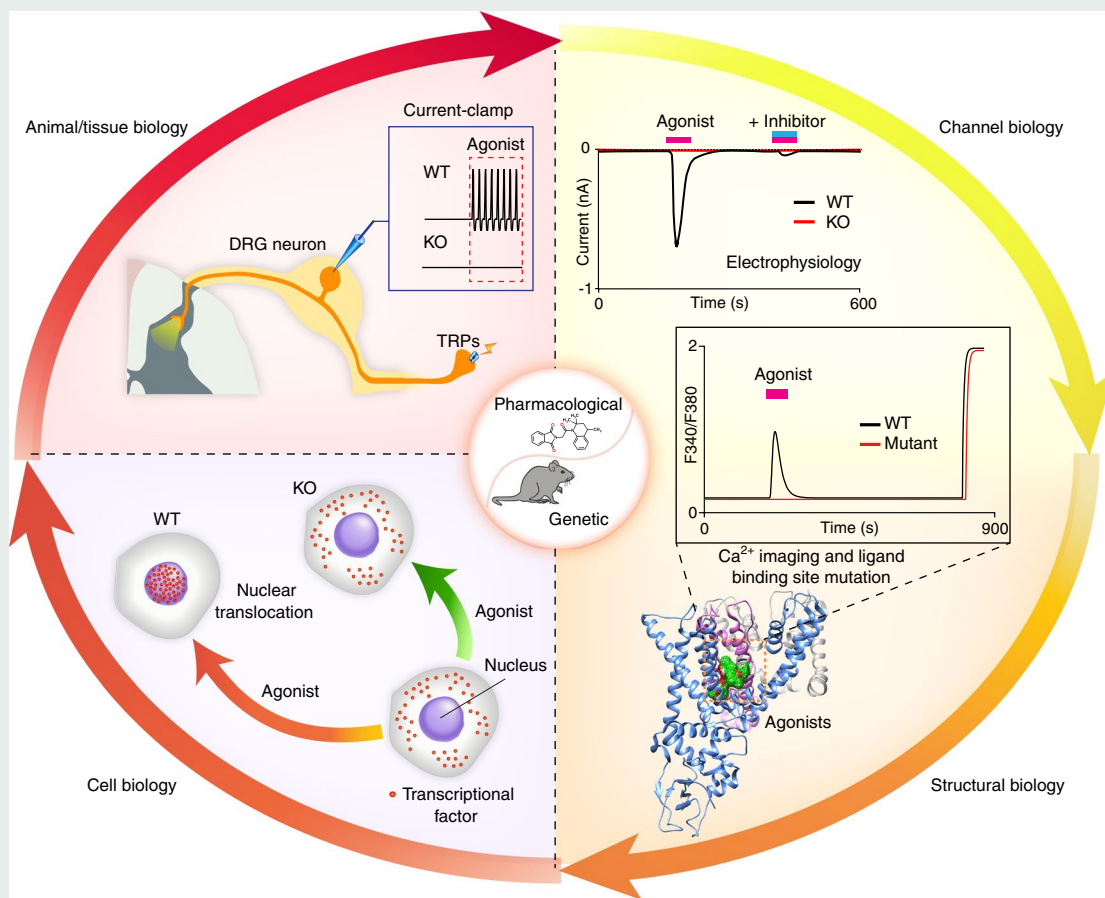 Animal/tissue biology
Current-clamp
Agonist
WT
KO
DRG neuron
TRPs
Channel biology
Agonist
+ Inhibitor
0
Current (nA)
-1
WT
KO
Electrophysiology
0
Time (s)
600
2
Agonist
F340/F380
WT
Mutant
0
0
Time (s)
900
Ca²⁺ imaging and ligand
binding site mutation
Agonists
Structural biology
Pharmacological
O
N
O
O
N
H₃C
CH₃
CH₃
Genetic
KO
WT
Nuclear
translocation
Agonist
Nucleus
Agonist
Transcriptional
factor
Cell biology